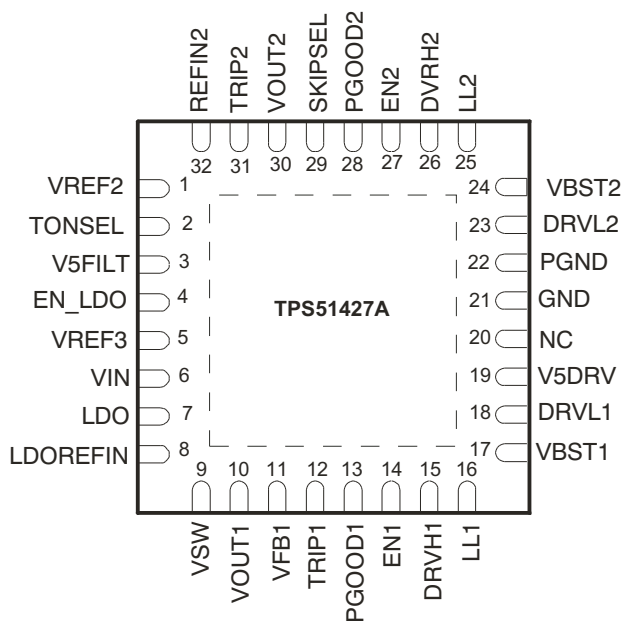 REFIN2
TRIP2
VOUT2
SKIPSEL
PGOOD2
EN2
DVRH2
LL2
32 31 30 29 28 27 26 25
VREF2 1
TONSEL 2
V5FILT 3
EN_LDO 4
VREF3 5
VIN 6
LDO 7
LDOREFIN 8
TPS51427A
24 VBST2
23 DRVL2
22 PGND
21 GND
20 NC
19 V5DRV
18 DRVL1
17 VBST1
9 10 11 12 13 14 15 16
VSW
VOUT1
VFB1
TRIP1
PGOOD1
EN1
DRVH1
LL1